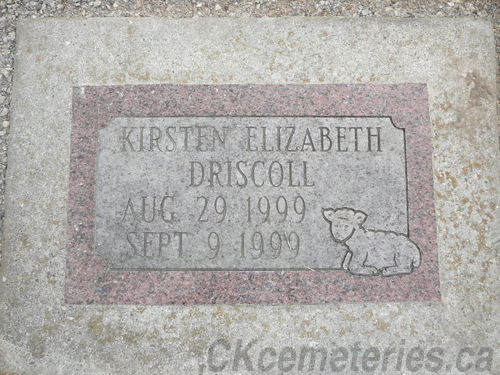 KIRSTEN ELIZABETH
DRISCOLL
AUG 29 1999
SEPT 9 1999
.CKcemeteries.ca